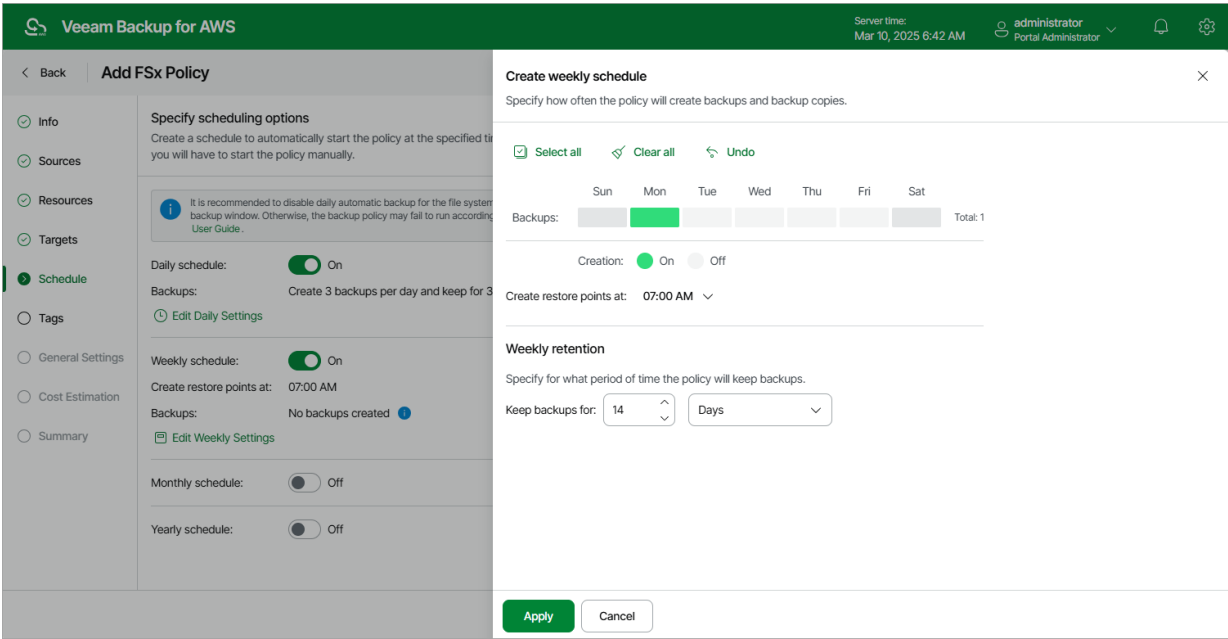 Veeam Backup for AWS
Server time:
Mar 10, 2025 6:42 AM
administrator
Portal Administrator
Back
Add FSx Policy
Info
Sources
Resources
Targets
Schedule
Tags
General Settings
Cost Estimation
Summary
Specify scheduling options
Create a schedule to automatically start the policy at the specified
you will have to start the policy manually.
It is recommended to disable daily automatic backup for the file system
backup window. Otherwise, the backup policy may fail to run according
User Guide.
Daily schedule: On
Backups: Create 3 backups per day and keep for 3
Edit Daily Settings
Weekly schedule: On
Create restore points at: 07:00 AM
Backups: No backups created
Edit Weekly Settings
Monthly schedule: Off
Yearly schedule: Off
Create weekly schedule
Specify how often the policy will create backups and backup copies.
Select all Clear all Undo
Sun Mon Tue Wed Thu Fri Sat
Backups: Total: 1
Creation: On Off
Create restore points at: 07:00 AM
Weekly retention
Specify for what period of time the policy will keep backups.
Keep backups for: 14 Days
Apply Cancel